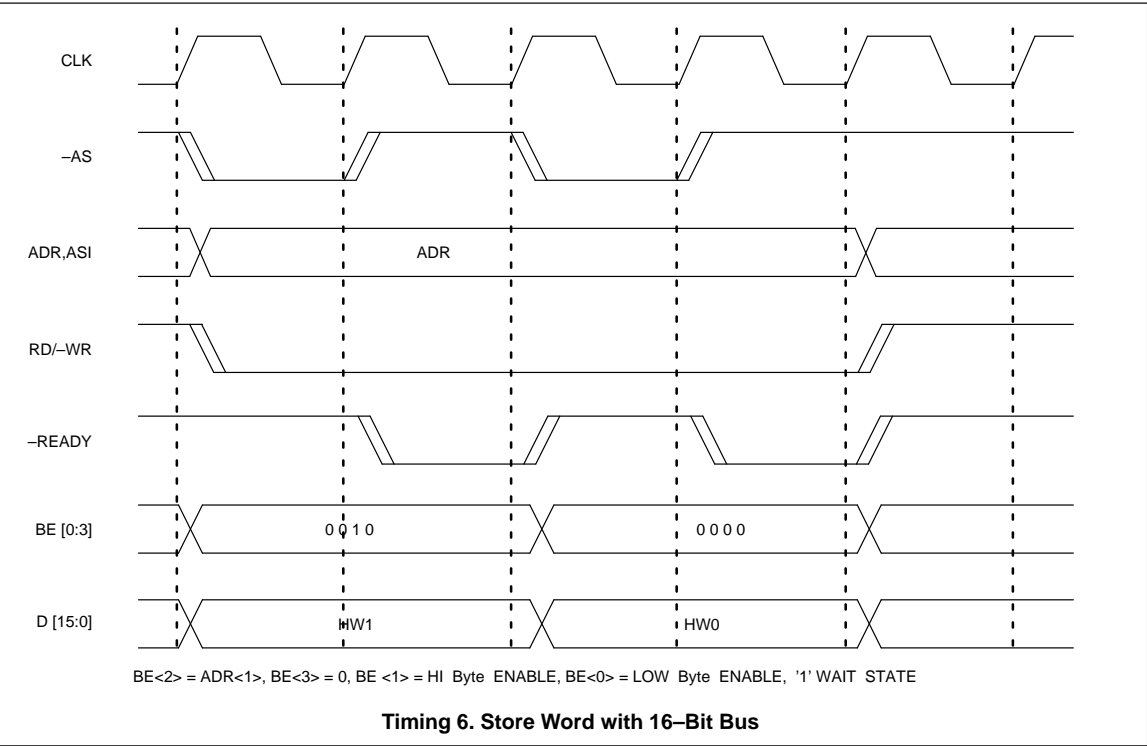 CLK
–AS
ADR,ASI
ADR
RD/–WR
–READY
BE [0:3]
0 0 1 0
0 0 0 0
D [15:0]
HW1
HW0
BE<2> = ADR<1>, BE<3> = 0, BE <1> = HI Byte ENABLE, BE<0> = LOW Byte ENABLE, '1' WAIT STATE
Timing 6. Store Word with 16–Bit Bus